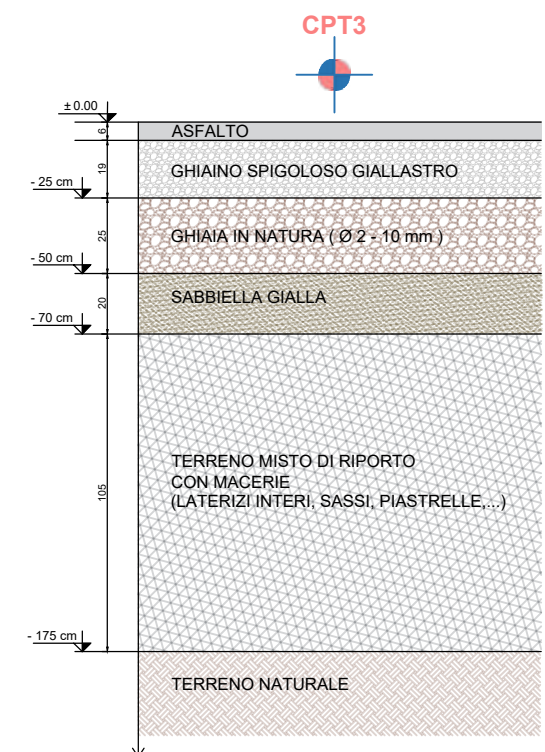 CPT3
± 0.00
6
ASFALTO
19
GHIAINO SPIGOLOSO GIALLASTRO
- 25 cm
25
GHIAIA IN NATURA ( Ø 2 - 10 mm )
- 50 cm
20
SABBIELLA GIALLA
- 70 cm
105
TERRENO MISTO DI RIPORTO
CON MACERIE
(LATERIZI INTERI, SASSI, PIASTRELLE,...)
- 175 cm
TERRENO NATURALE